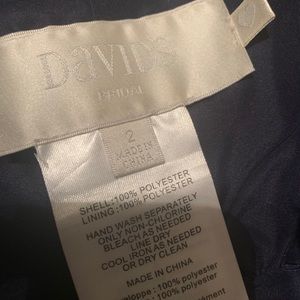 DAVID'S
BRIDAL
2
MADE IN
CHINA
SHELL:100% POLYESTER
LINING:100% POLYESTER
HAND WASH SEPARATELY
ONLY NON-CHLORINE
BLEACH AS NEEDED
LINE DRY
COOL IRON AS NEEDED
OR DRY CLEAN
MADE IN CHINA
eloppe : 100% polyester
: 100% polyester